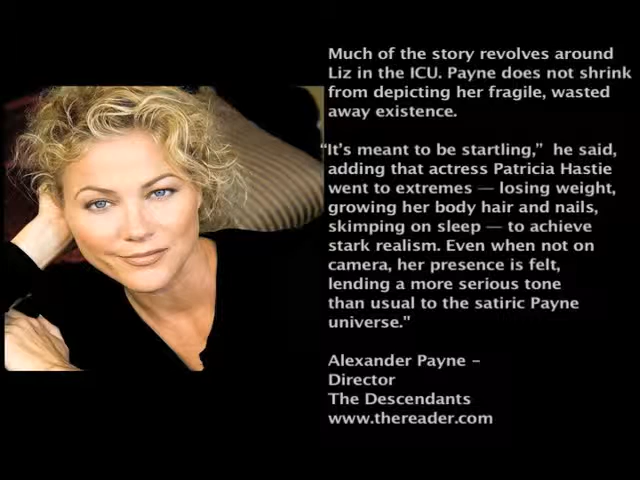 Much of the story revolves around
Liz in the ICU. Payne does not shrink
from depicting her fragile, wasted
away existence.
“It’s meant to be startling,”  he said,
adding that actress Patricia Hastie
went to extremes — losing weight,
growing her body hair and nails,
skimping on sleep — to achieve
stark realism. Even when not on
camera, her presence is felt,
lending a more serious tone
than usual to the satiric Payne
universe."
Alexander Payne –
Director
The Descendants
www.thereader.com